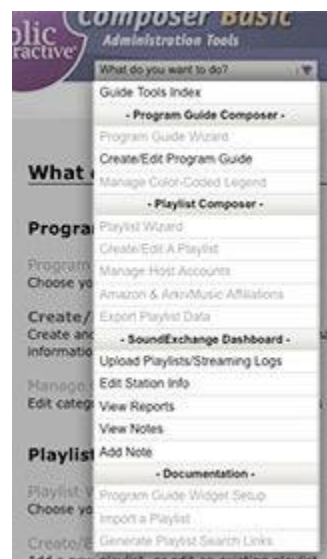 Composer Basic
blic
ractive
Administration Tools
What do you want to do?
Guide Tools Index
- Program Guide Composer -
Program Guide Wizard
Create/Edit Program Guide
Manage Color-Coded Legend
- Playlist Composer -
Playlist Wizard
Create/Edit A Playlist
Manage Host Accounts
Amazon & ArkivMusic Affiliations
Export Playlist Data
- SoundExchange Dashboard -
Upload Playlists/Streaming Logs
Edit Station Info
View Reports
View Notes
Add Note
- Documentation -
Program Guide Widget Setup
Import a Playlist
Generate Playlist Search Links
What
Progra
Program
Choose yo
Create/
Create and
informatio
Manage
Edit categ
Playlist
Playlist W
Choose yo
Create/E